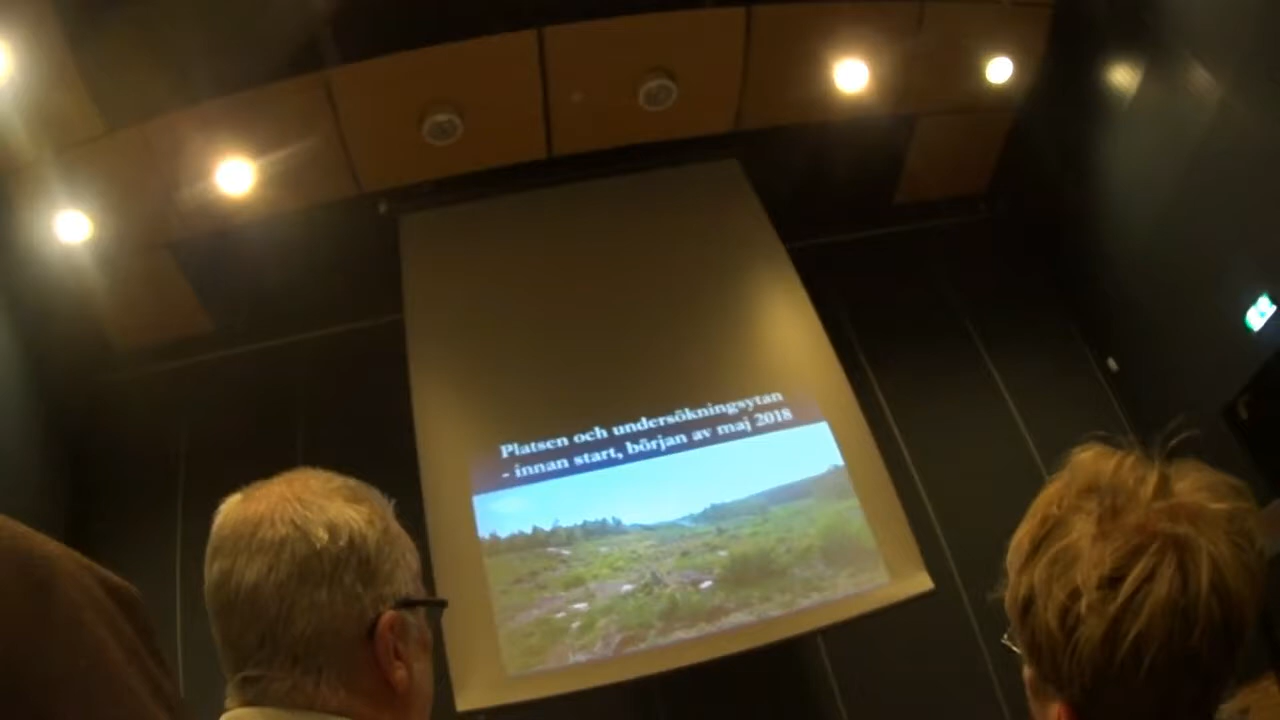 Platsen och undersökningsytan
- innan start, början av maj 2018